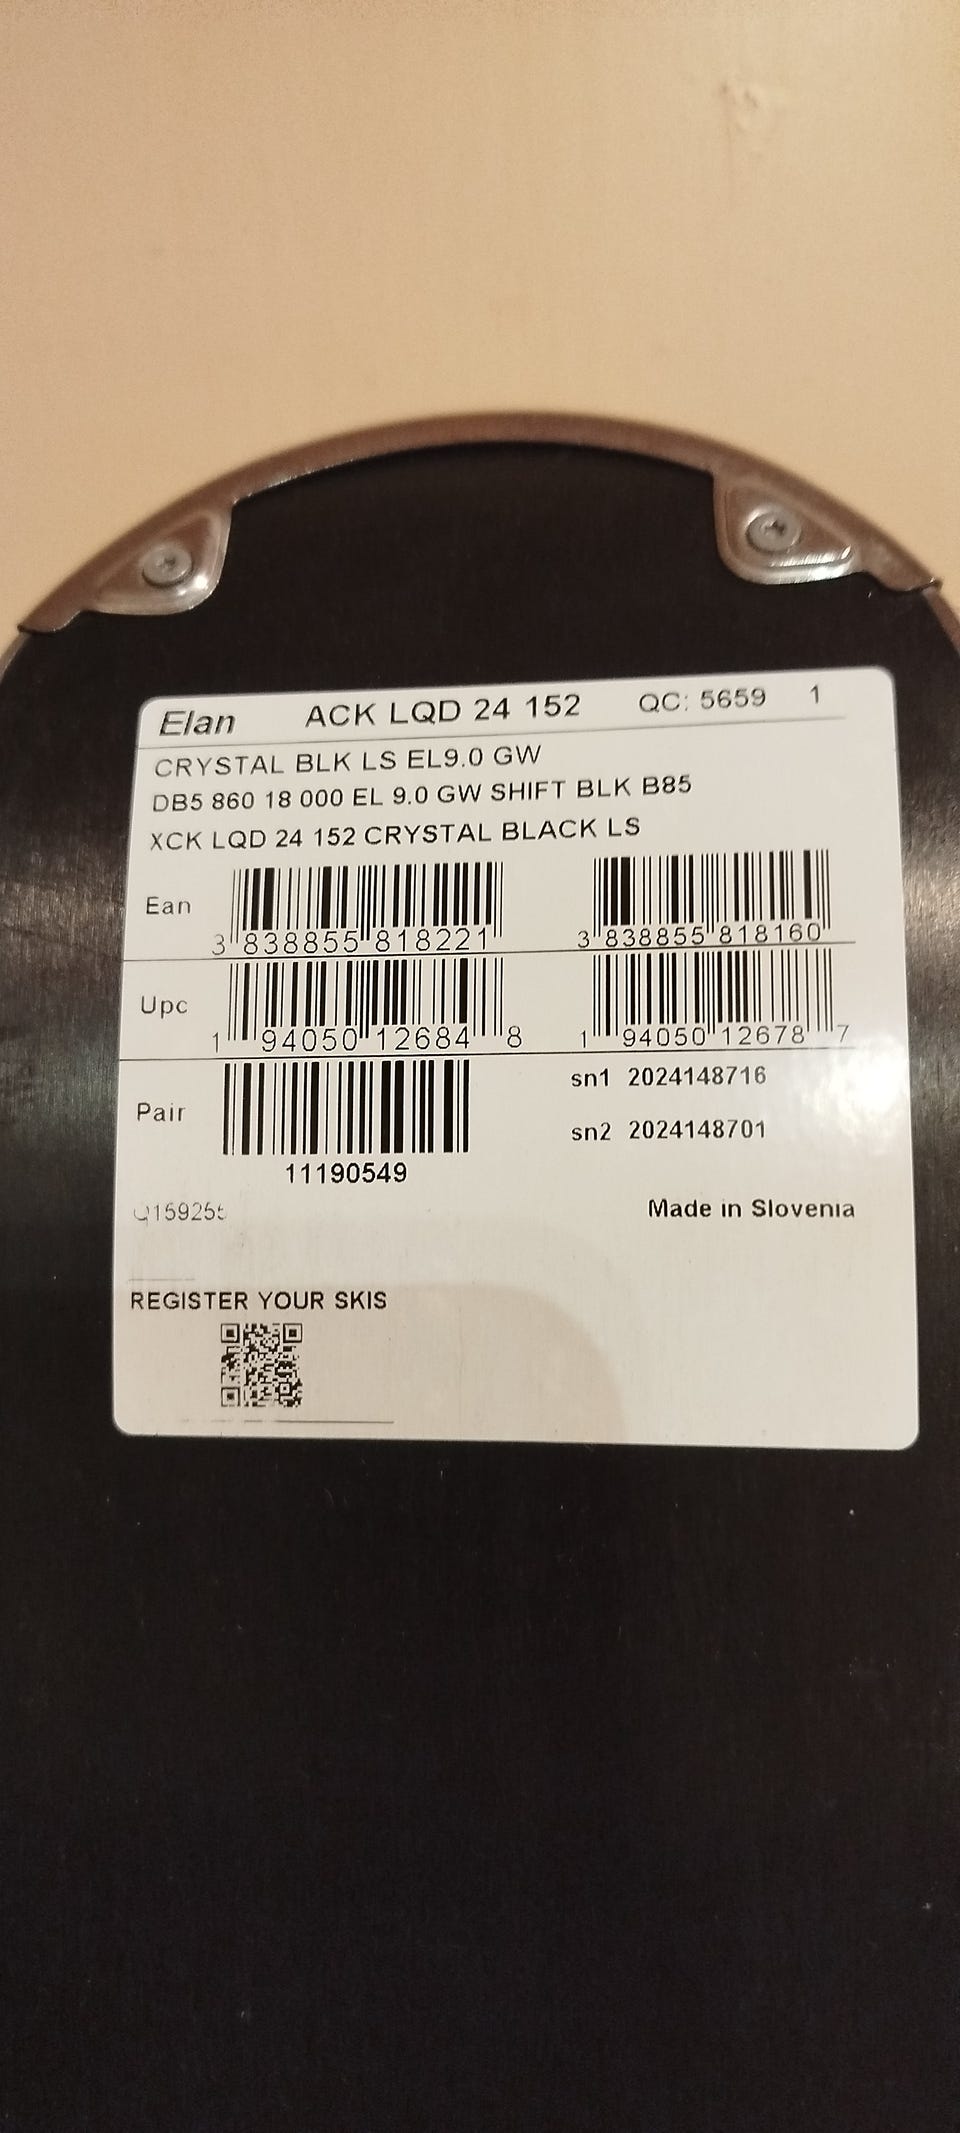 Elan ACK LQD 24 152 QC: 5659 1
CRYSTAL BLK LS EL9.0 GW
DB5 860 18 000 EL 9.0 GW SHIFT BLK B85
XCK LQD 24 152 CRYSTAL BLACK LS
Ean
3 838855 818221 3 838855 818160
Upc
1 94050 12684 8 1 94050 12678 7
sn1 2024148716
Pair
sn2 2024148701
11190549
Made in Slovenia
REGISTER YOUR SKIS